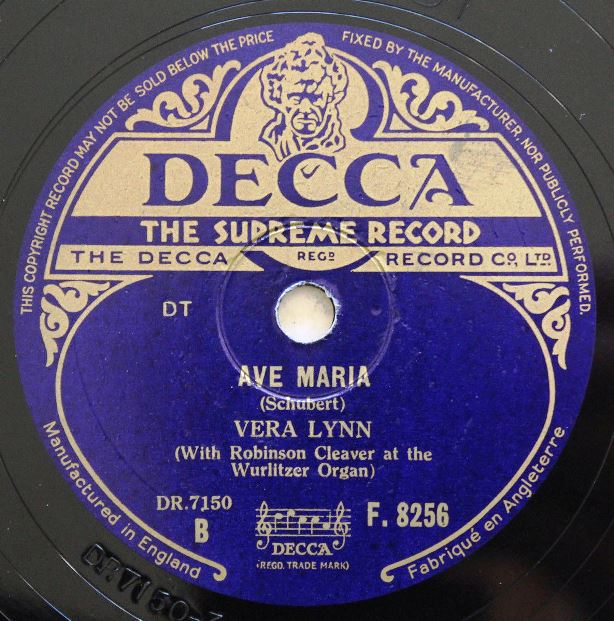 THIS COPYRIGHT RECORD MAY NOT BE SOLD BELOW THE PRICE FIXED BY THE MANUFACTURER, NOR PUBLICLY PERFORMED.
DECCA
THE SUPREME RECORD
THE DECCA REGD RECORD CO., LTD.
DT
AVE MARIA
(Schubert)
VERA LYNN
(With Robinson Cleaver at the
Wurlitzer Organ)
DR.7150
B
F. 8256
DECCA
(REGD. TRADE MARK)
Manufactured in England
Fabriqué en Angleterre